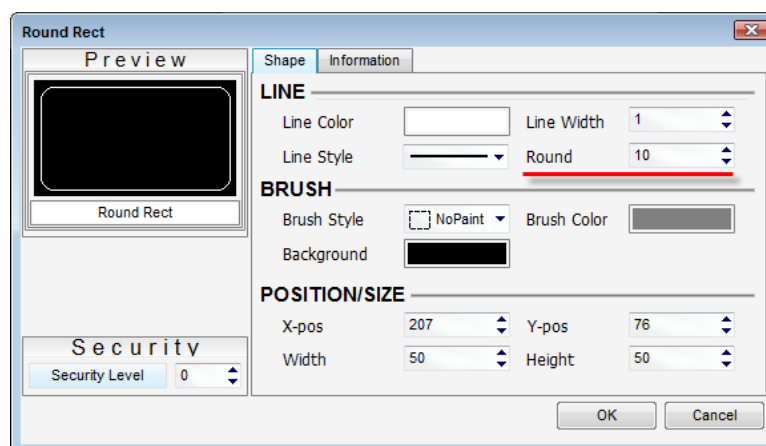 Round Rect
Preview
Round Rect
Security
Security Level 0
Shape Information
LINE
Line Color Line Width 1
Line Style Round 10
BRUSH
Brush Style NoPaint Brush Color
Background
POSITION/SIZE
X-pos 207 Y-pos 76
Width 50 Height 50
OK Cancel